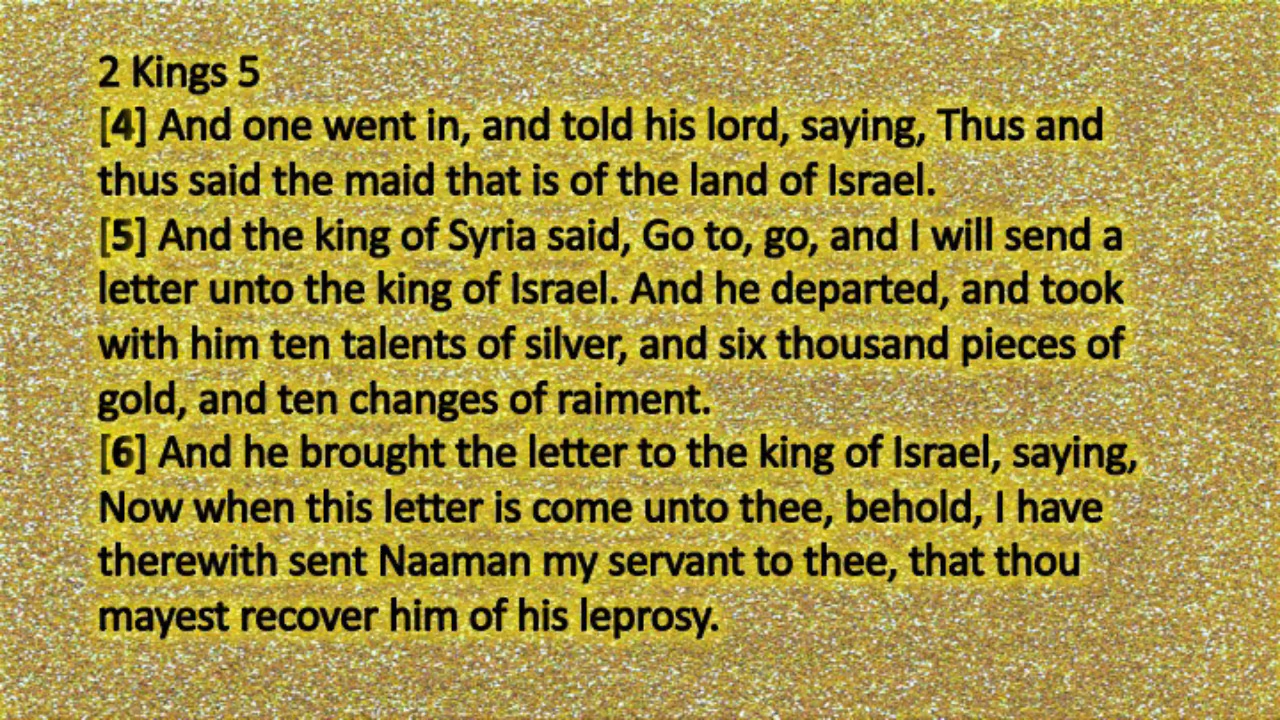 2 Kings 5
[4] And one went in, and told his lord, saying, Thus and
thus said the maid that is of the land of Israel.
[5] And the king of Syria said, Go to, go, and I will send a
letter unto the king of Israel. And he departed, and took
with him ten talents of silver, and six thousand pieces of
gold, and ten changes of raiment.
[6] And he brought the letter to the king of Israel, saying,
Now when this letter is come unto thee, behold, I have
therewith sent Naaman my servant to thee, that thou
mayest recover him of his leprosy.